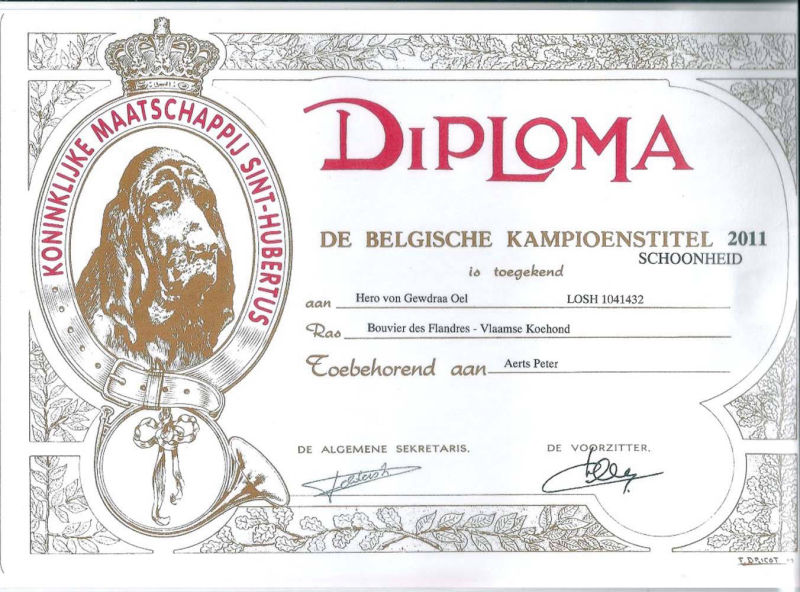 KONINKLIJKE MAATSCHAPPIJ SINT-HUBERTUS
DIPLOMA
DE BELGISCHE KAMPIOENSTITEL 2011
SCHOONHEID
is toegekend
aan Hero von Gewdraa Oel LOSH 1041432
Ras Bouvier des Flandres - Vlaamse Koehond
Toebehorend aan Aerts Peter
DE ALGEMENE SEKRETARIS. DE VOORZITTER.
F. DRICOT